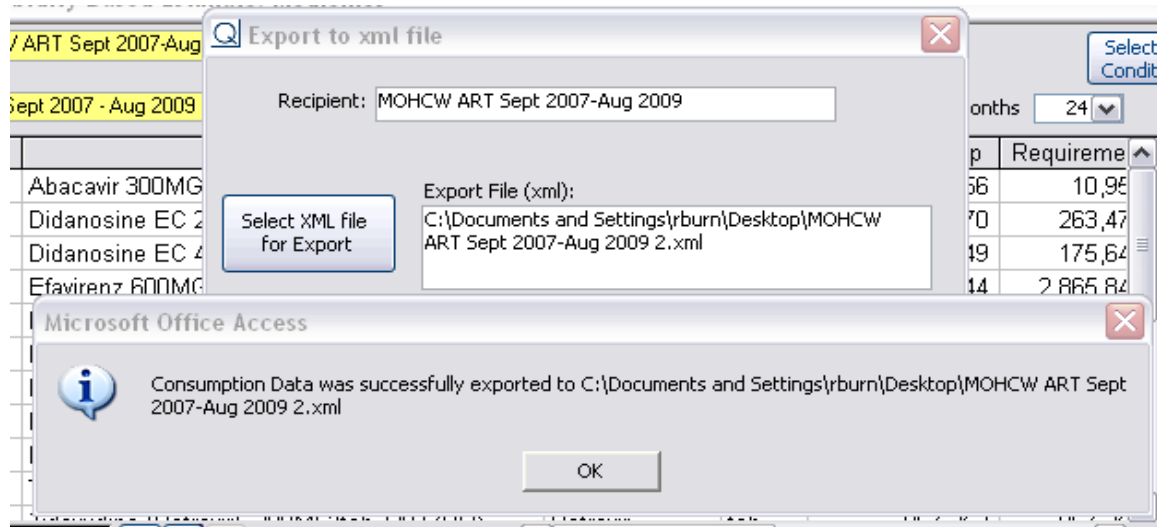 / ART Sept 2007-Aug
Export to xml file
Select
Condit
Sept 2007 - Aug 2009
Recipient: MOHCW ART Sept 2007-Aug 2009
onths 24
p Requireme
Abacavir 300MG 56 10,95
Select XML file
for Export
Export File (xml):
C:\Documents and Settings\rburn\Desktop\MOHCW
ART Sept 2007-Aug 2009 2.xml
Didanosine EC 2 70 263,47
Didanosine EC 4 49 175,64
Efavirenz 600MG 44 2,865,84
Microsoft Office Access
Consumption Data was successfully exported to C:\Documents and Settings\rburn\Desktop\MOHCW ART Sept
2007-Aug 2009 2.xml
OK